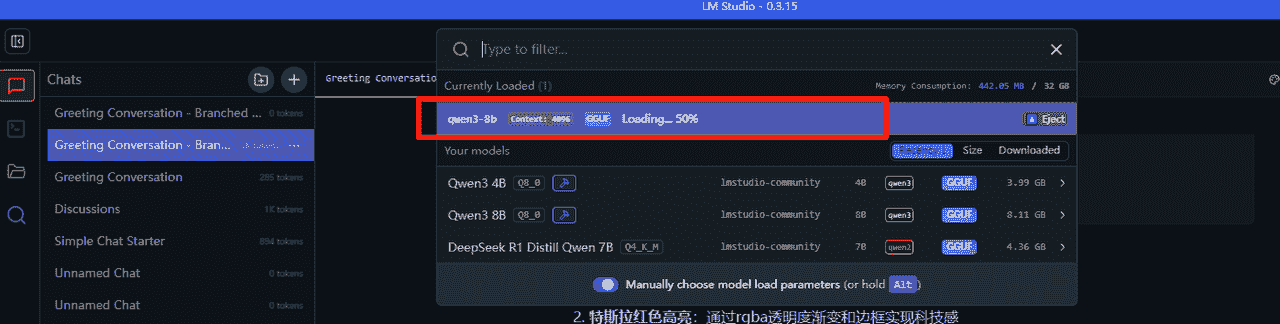 LM Studio - 0.3.15
Type to filter...
Chats
Greeting Conversatio
Currently Loaded (1)
Memory Consumption: 442.05 MB / 32 GB
Greeting Conversation - Branched ... 0 tokens
qwen3-8b Context: 4096 GGUF Loading... 50% Eject
Greeting Conversation - Bran... ...
Your models
Size Downloaded
Greeting Conversation 285 tokens
Qwen3 4B Q8_0 lmstudio-community 4B qwen3 GGUF 3.99 GB
Discussions 1K tokens
Qwen3 8B Q8_0 lmstudio-community 8B qwen3 GGUF 8.11 GB
Simple Chat Starter 894 tokens
DeepSeek R1 Distill Qwen 7B Q4_K_M lmstudio-community 7B qwen2 GGUF 4.36 GB
Unnamed Chat 0 tokens
Manually choose model load parameters (or hold Alt)
Unnamed Chat 0 tokens
2. 特斯拉红色高亮：通过rgba透明度渐变和边框实现科技感